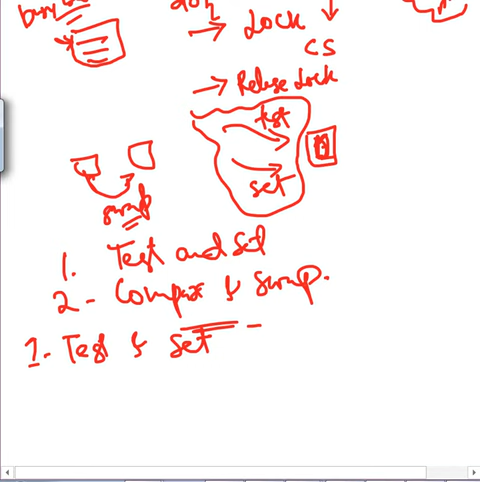 → Lock
CS
→ Release Lock
test
set
swap
1. Test and Set
2 - Compare & Swap.
1. Test & Set -